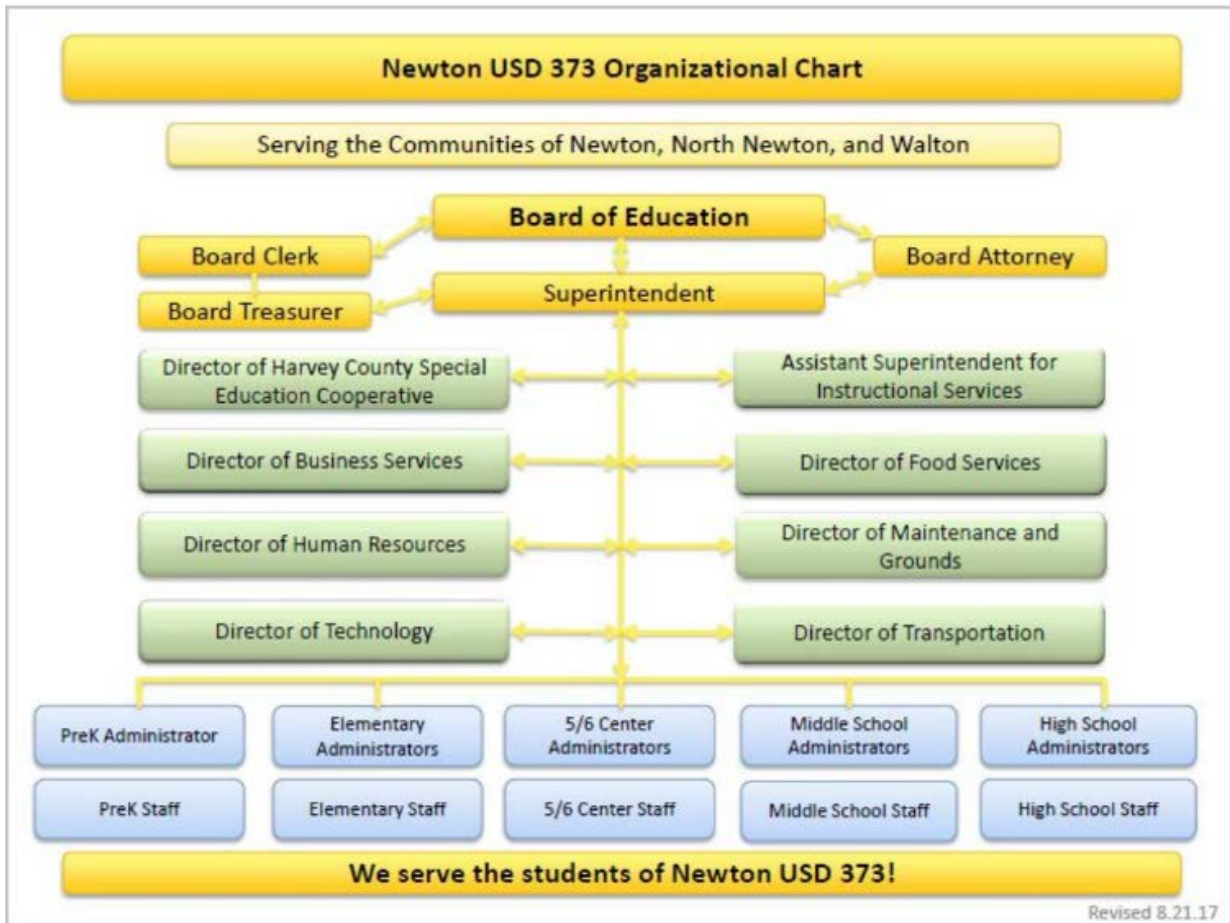 Newton USD 373 Organizational Chart
Serving the Communities of Newton, North Newton, and Walton
Board of Education
Board Clerk
Board Attorney
Superintendent
Board Treasurer
Director of Harvey County Special
Education Cooperative
Assistant Superintendent for
Instructional Services
Director of Business Services
Director of Food Services
Director of Human Resources
Director of Maintenance and
Grounds
Director of Technology
Director of Transportation
PreK Administrator
Elementary
Administrators
5/6 Center
Administrators
Middle School
Administrators
High School
Administrators
PreK Staff
Elementary Staff
5/6 Center Staff
Middle School Staff
High School Staff
We serve the students of Newton USD 373!
Revised 8.21.17